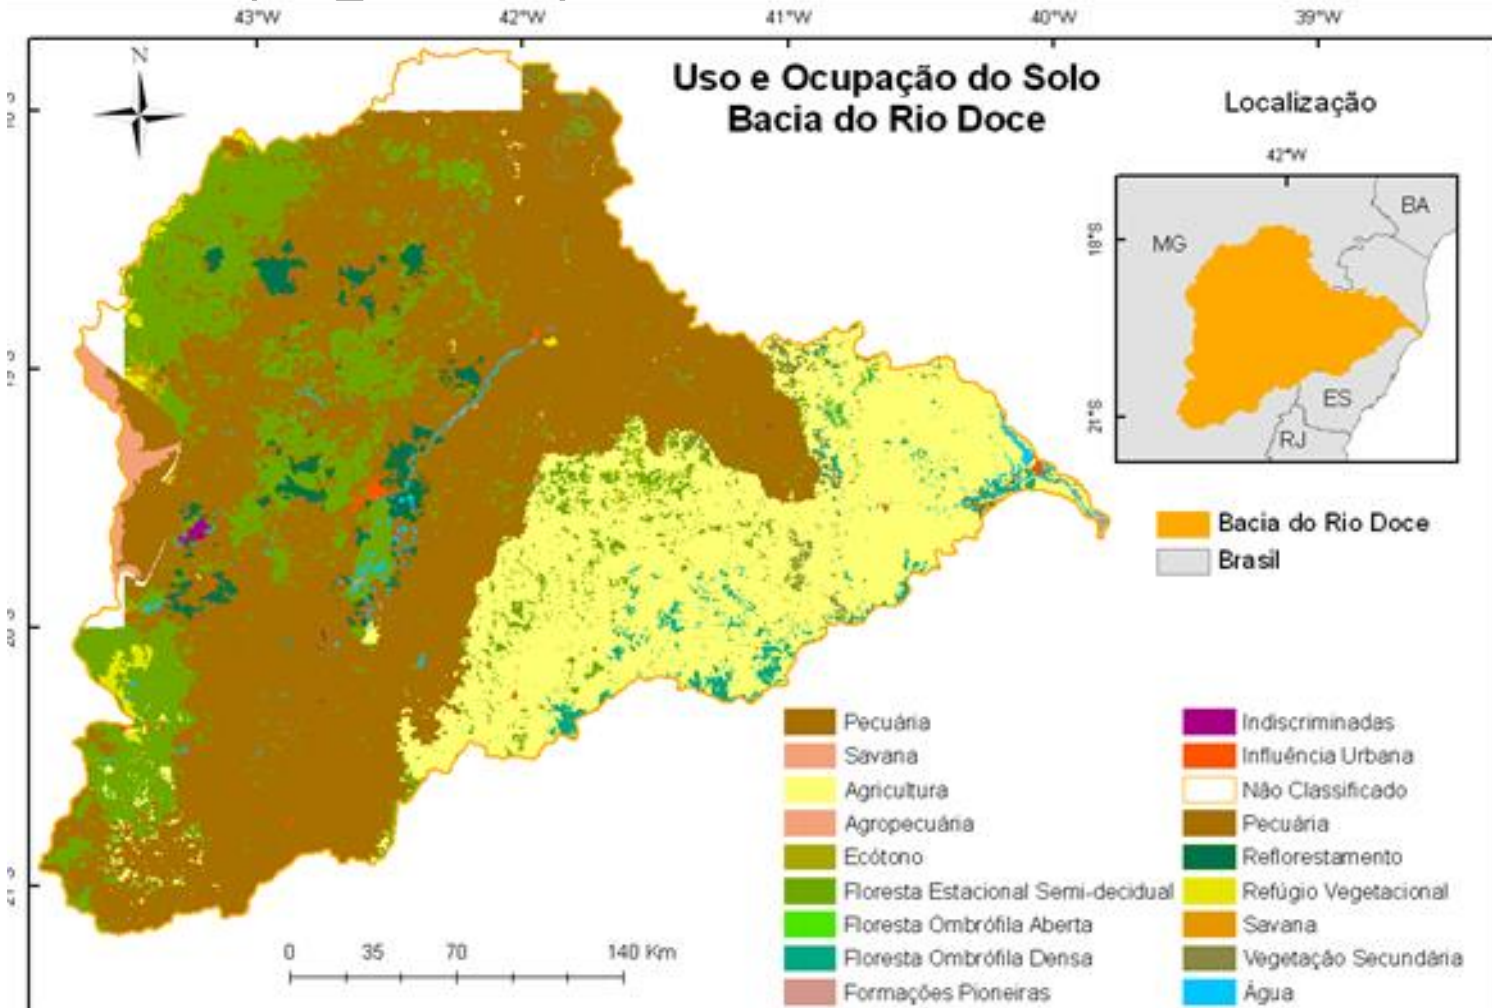 43°W
42°W
41°W
40°W
39°W
N
Uso e Ocupação do Solo
Bacia do Rio Doce
Localização
42°W
BA
MG
18°S
ES
21°S
RJ
Bacia do Rio Doce
Brasil
Pecuária
Savana
Agricultura
Agropecuária
Ecótono
Floresta Estacional Semi-decidual
Floresta Ombrófila Aberta
Floresta Ombrófila Densa
Formações Pioneiras
Indiscriminadas
Influência Urbana
Não Classificado
Pecuária
Reflorestamento
Refúgio Vegetacional
Savana
Vegetação Secundária
Água
0 35 70 140 Km